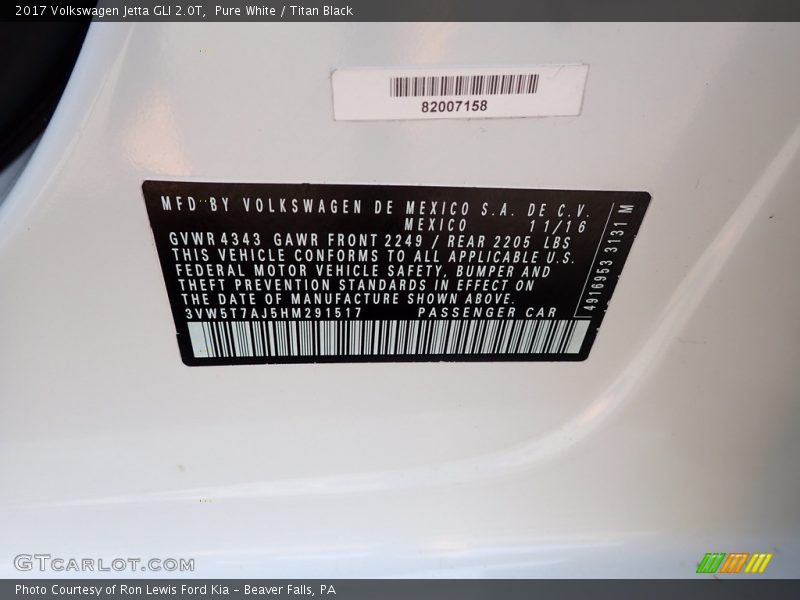 2017 Volkswagen Jetta GLI 2.0T,  Pure White / Titan Black
82007158
MFD BY VOLKSWAGEN DE MEXICO S.A. DE C.V.
MEXICO 11/16
GVWR 4343 GAWR FRONT 2249 / REAR 2205 LBS
THIS VEHICLE CONFORMS TO ALL APPLICABLE U.S.
FEDERAL MOTOR VEHICLE SAFETY, BUMPER AND
THEFT PREVENTION STANDARDS IN EFFECT ON
THE DATE OF MANUFACTURE SHOWN ABOVE.
3VW5T7AJ5HM291517 PASSENGER CAR
4916953 3131 M
GTCARLOT.COM
Photo Courtesy of Ron Lewis Ford Kia - Beaver Falls, PA